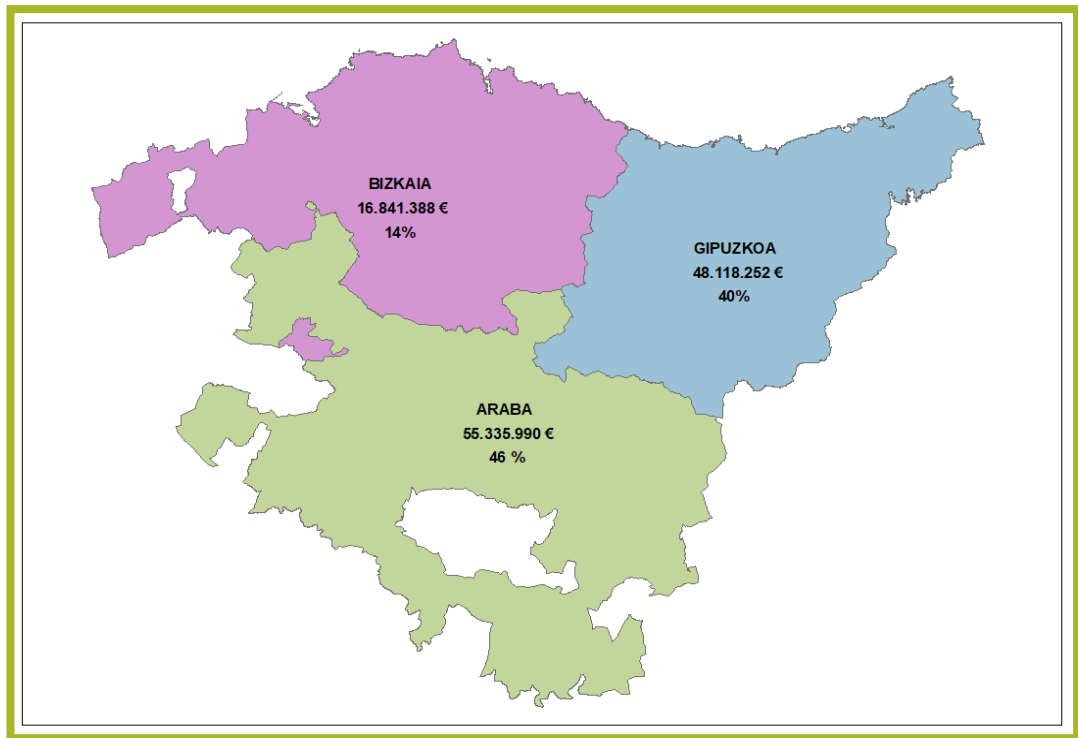 BIZKAIA
16.841.388 €
14%
GIPUZKOA
48.118.252 €
40%
ARABA
55.335.990 €
46 %